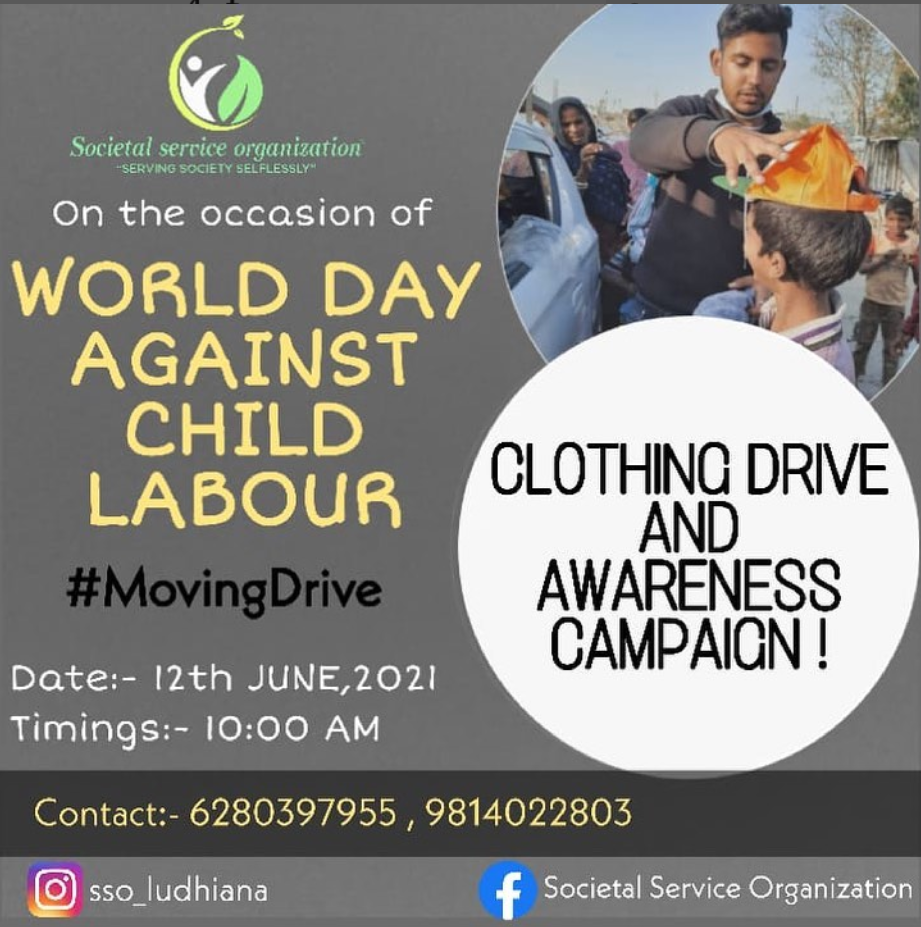 Societal service organization
"SERVING SOCIETY SELFLESSLY"
On the occasion of
WORLD DAY
AGAINST
CHILD
LABOUR
#MovingDrive
Date:- 12th JUNE,2021
Timings:- 10:00 AM
CLOTHING DRIVE
AND
AWARENESS
CAMPAIGN !
Contact:- 6280397955 , 9814022803
sso_ludhiana
Societal Service Organization